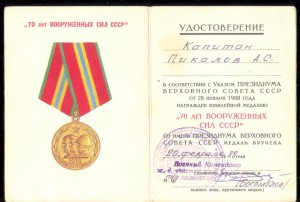 "70 ЛЕТ ВООРУЖЕННЫХ СИЛ СССР"
УДОСТОВЕРЕНИЕ
Капитан
Пикалов А.С.
В СООТВЕТСТВИИ С УКАЗОМ ПРЕЗИДИУМА
ВЕРХОВНОГО СОВЕТА СССР
ОТ 28 ЯНВАРЯ 1988 ГОДА
НАГРАЖДЕН ЮБИЛЕЙНОЙ МЕДАЛЬЮ
"70 ЛЕТ ВООРУЖЕННЫХ
СИЛ СССР"
ОТ ИМЕНИ ПРЕЗИДИУМА ВЕРХОВНОГО
СОВЕТА СССР МЕДАЛЬ ВРУЧЕНА
февраля
Военный Комиссар